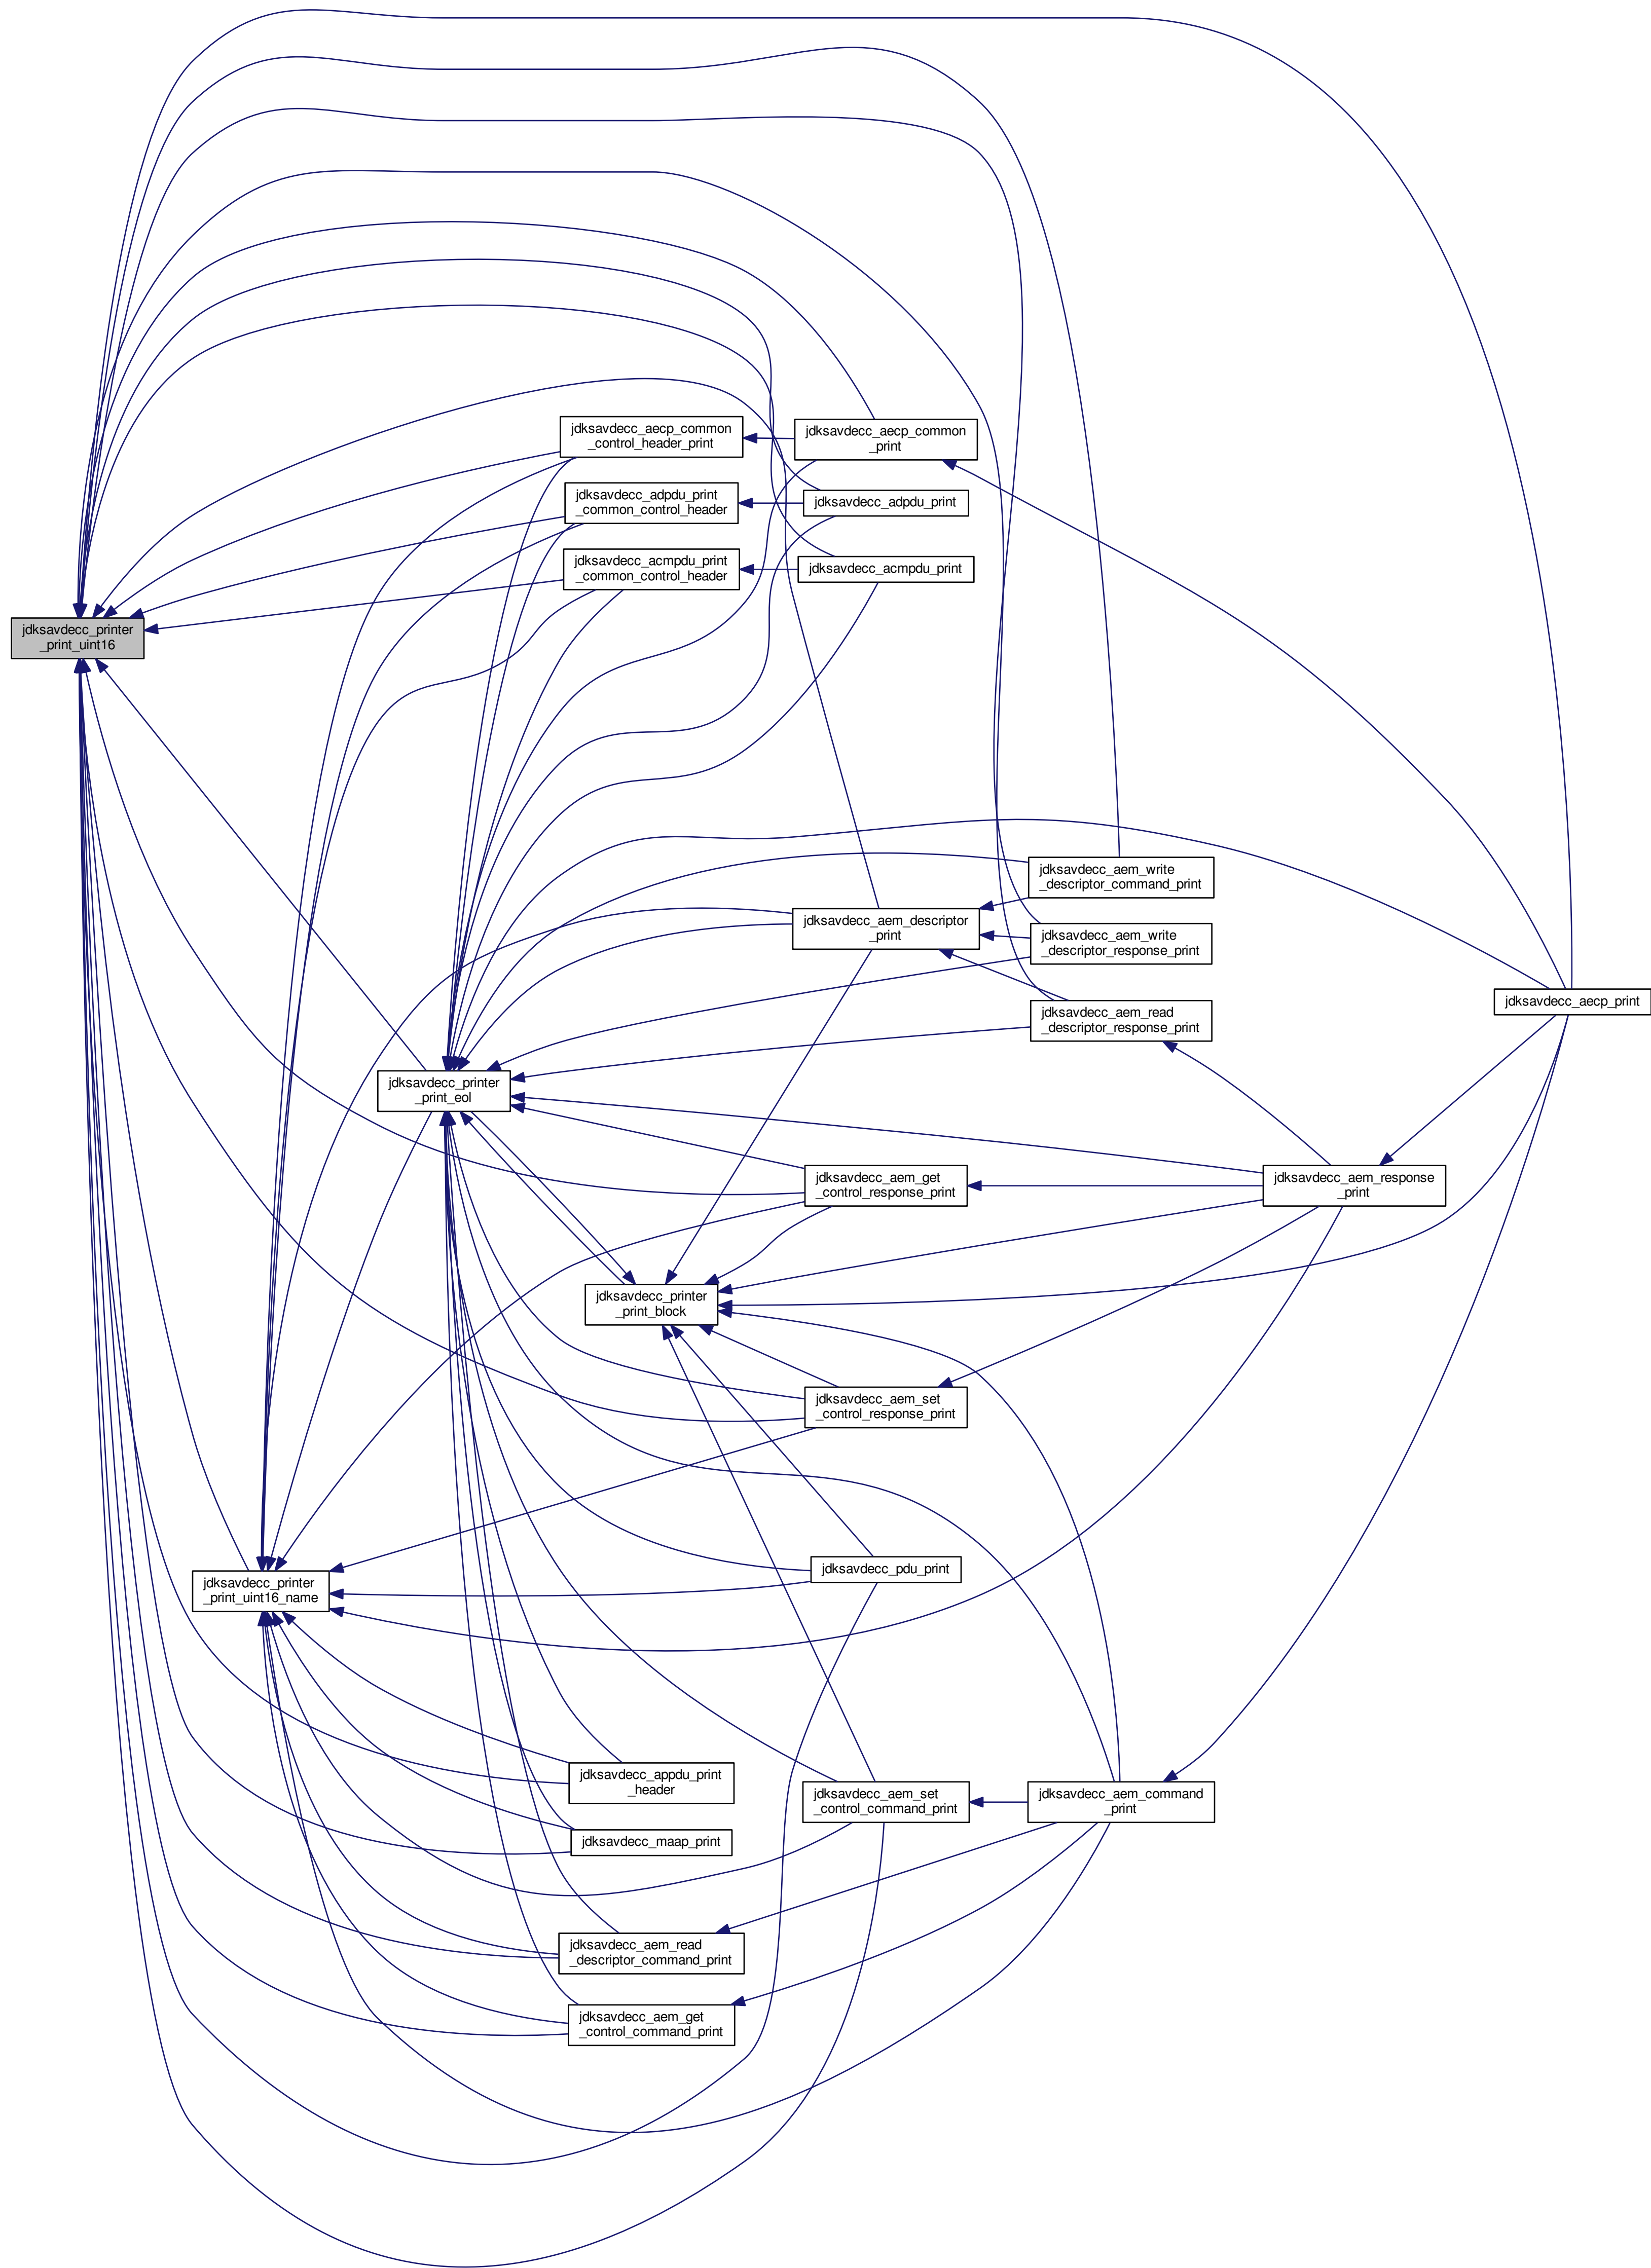 jdksavdecc_aecp_common
_control_header_print
jdksavdecc_aecp_common
_print
jdksavdecc_adpdu_print
_common_control_header
jdksavdecc_adpdu_print
jdksavdecc_acmpdu_print
_common_control_header
jdksavdecc_acmpdu_print
jdksavdecc_printer
_print_uint16
jdksavdecc_aem_write
_descriptor_command_print
jdksavdecc_aem_descriptor
_print
jdksavdecc_aem_write
_descriptor_response_print
jdksavdecc_aecp_print
jdksavdecc_aem_read
_descriptor_response_print
jdksavdecc_printer
_print_eol
jdksavdecc_aem_get
_control_response_print
jdksavdecc_aem_response
_print
jdksavdecc_printer
_print_block
jdksavdecc_aem_set
_control_response_print
jdksavdecc_pdu_print
jdksavdecc_printer
_print_uint16_name
jdksavdecc_appdu_print
_header
jdksavdecc_aem_set
_control_command_print
jdksavdecc_aem_command
_print
jdksavdecc_maap_print
jdksavdecc_aem_read
_descriptor_command_print
jdksavdecc_aem_get
_control_command_print